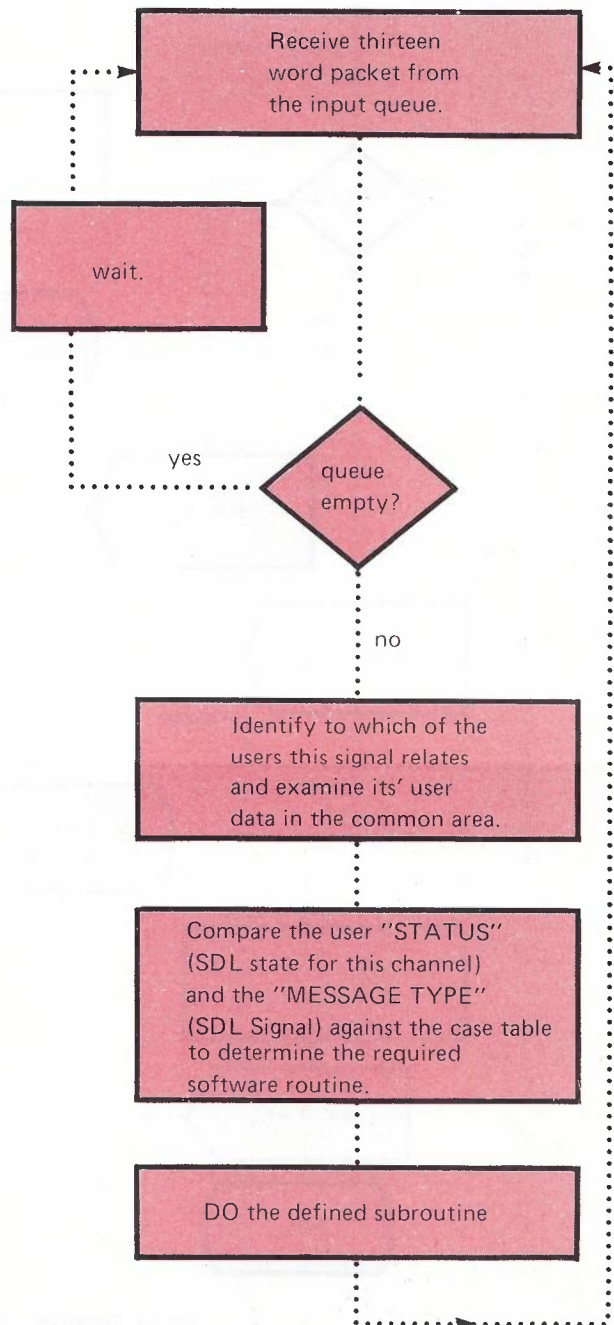 Receive thirteen
word packet from
the input queue.
wait.
yes
queue
empty?
no
Identify to which of the
users this signal relates
and examine its' user
data in the common area.
Compare the user "STATUS"
(SDL state for this channel)
and the "MESSAGE TYPE"
(SDL Signal) against the case table
to determine the required
software routine.
DO the defined subroutine